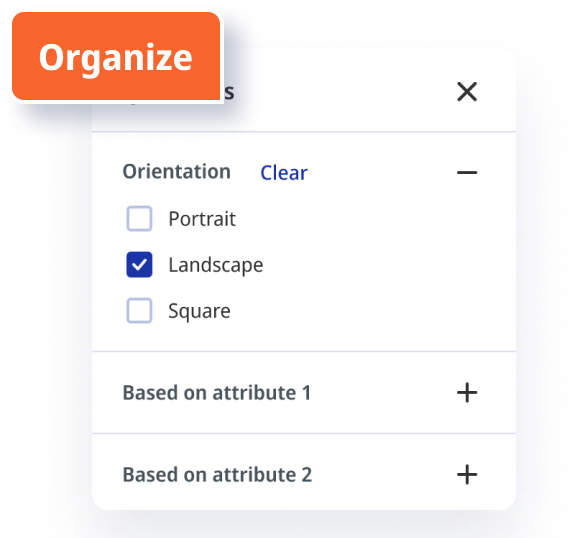 Organize
Orientation Clear
Portrait
Landscape
Square
Based on attribute 1
Based on attribute 2